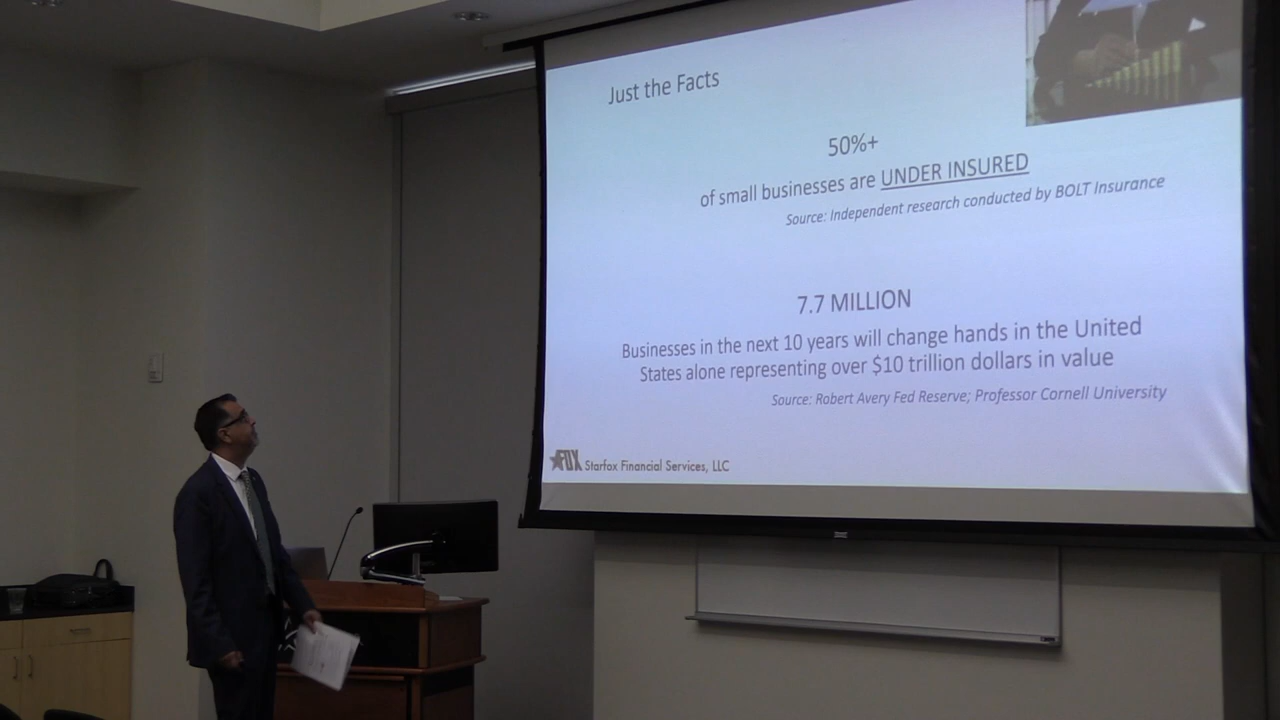 Just the Facts
50%+
of small businesses are UNDER INSURED
Source: Independent research conducted by BOLT Insurance
7.7 MILLION
Businesses in the next 10 years will change hands in the United
States alone representing over $10 trillion dollars in value
Source: Robert Avery Fed Reserve; Professor Cornell University
FOX Starfox Financial Services, LLC